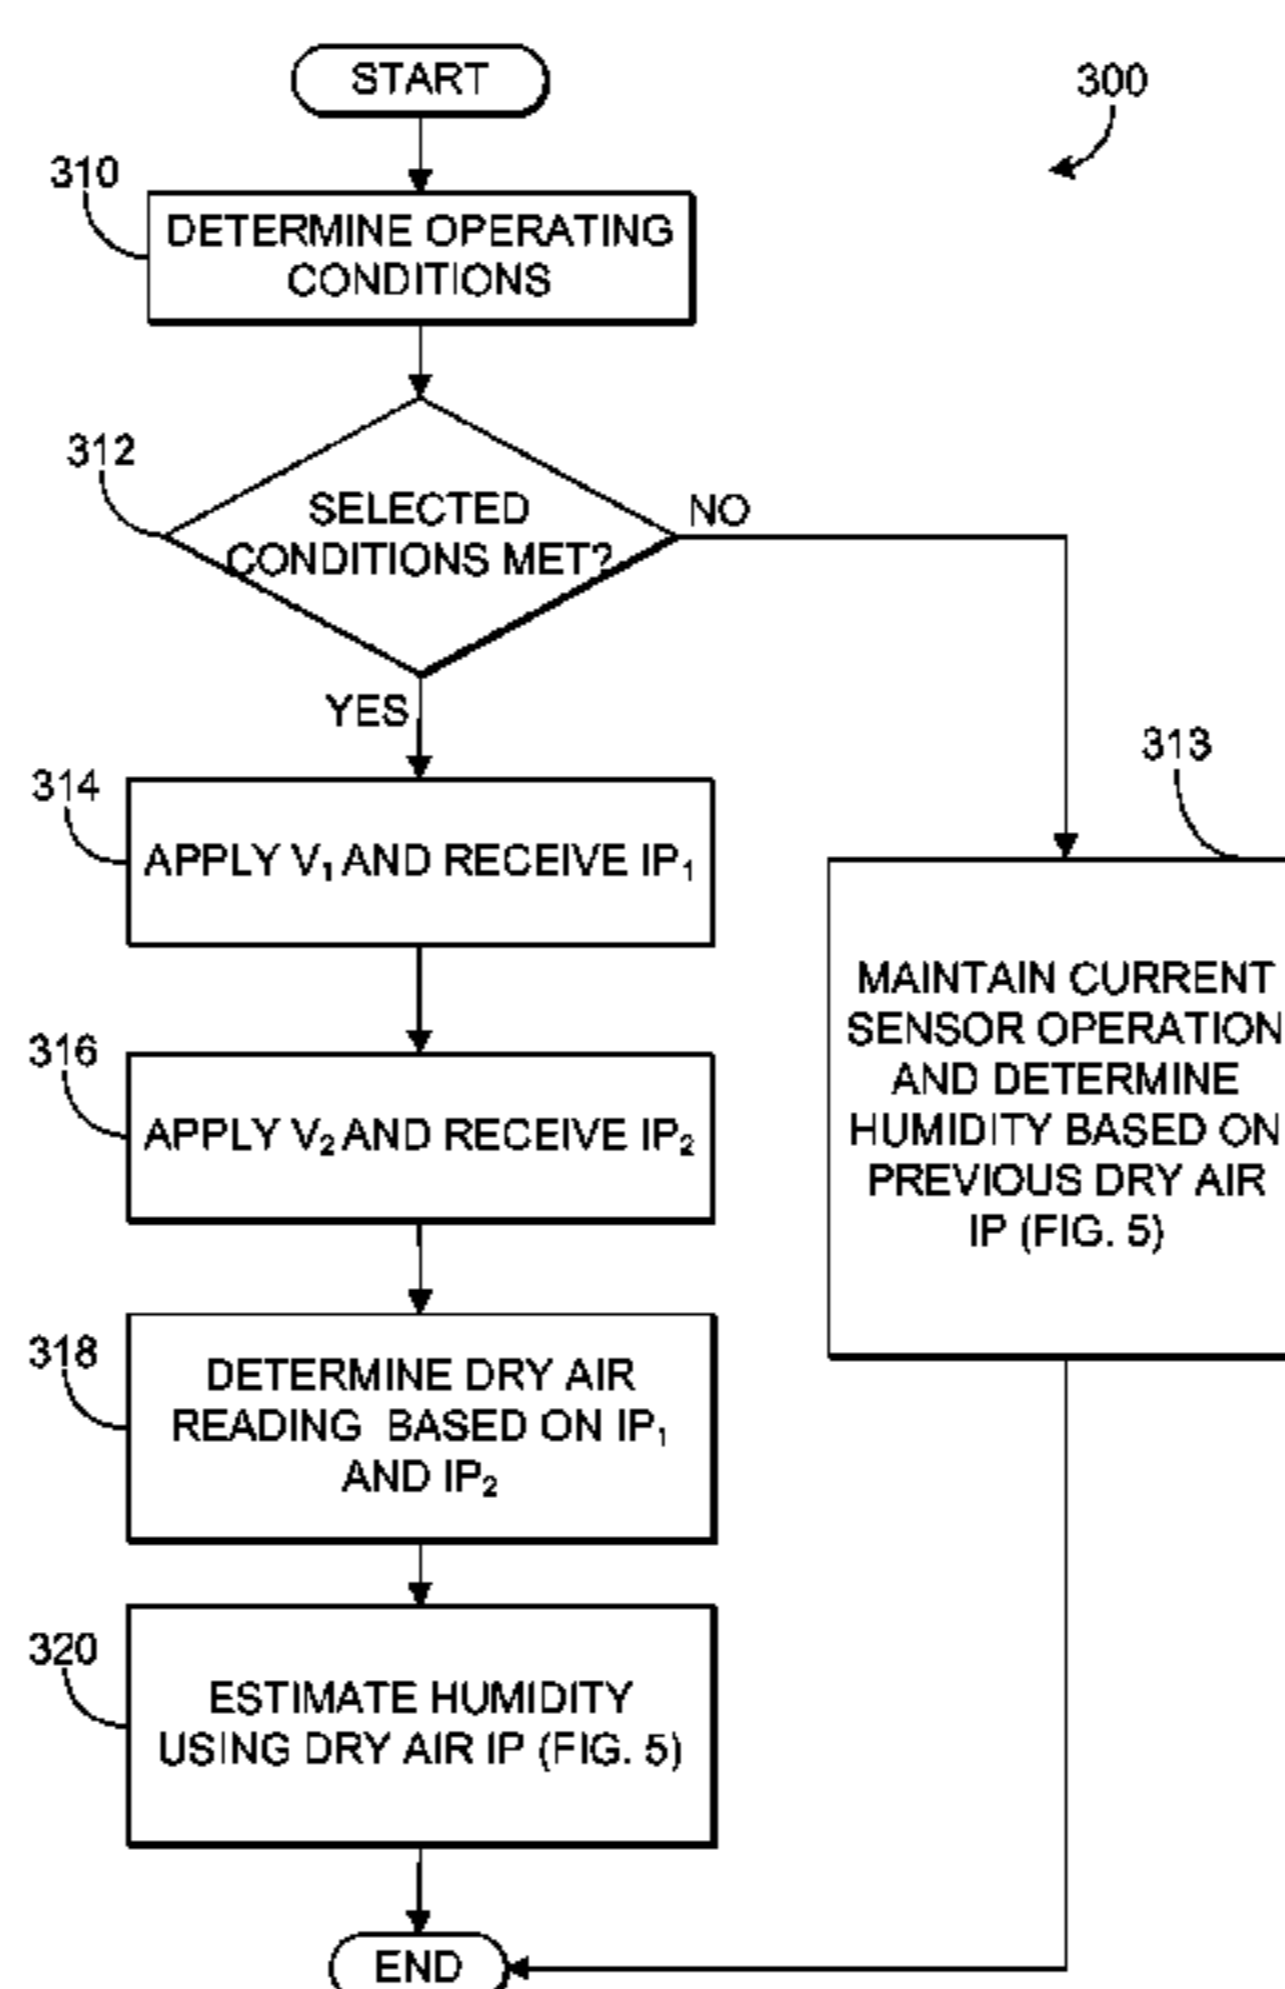 START
300
310
DETERMINE OPERATING
CONDITIONS
312
SELECTED
CONDITIONS MET?
NO
YES
314
APPLY V₁ AND RECEIVE IP₁
313
MAINTAIN CURRENT
SENSOR OPERATION
AND DETERMINE
HUMIDITY BASED ON
PREVIOUS DRY AIR
IP (FIG. 5)
316
APPLY V₂ AND RECEIVE IP₂
318
DETERMINE DRY AIR
READING BASED ON IP₁
AND IP₂
320
ESTIMATE HUMIDITY
USING DRY AIR IP (FIG. 5)
END